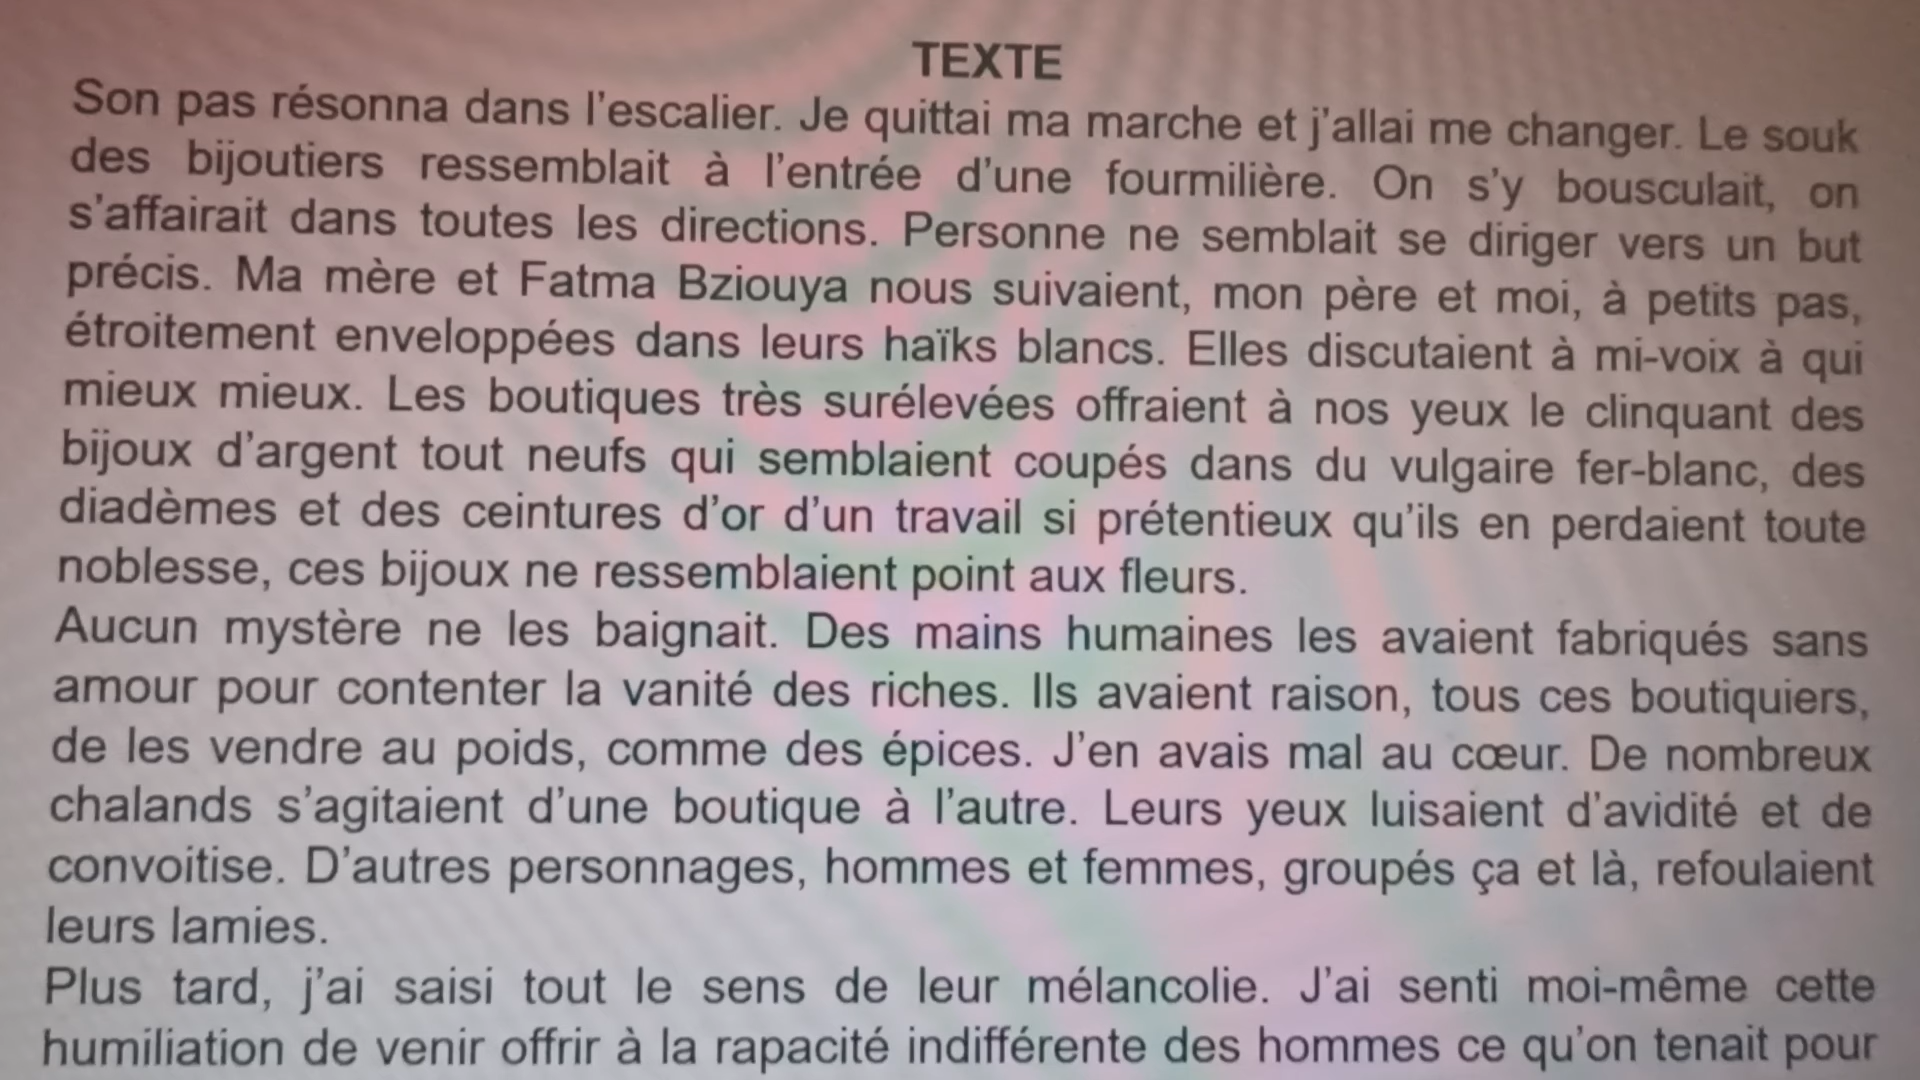 TEXTE
Son pas résonna dans l'escalier. Je quittai ma marche et j'allai me changer. Le souk
des bijoutiers ressemblait à l'entrée d'une fourmilière. On s'y bousculait, on
s'affairait dans toutes les directions. Personne ne semblait se diriger vers un but
précis. Ma mère et Fatma Bziouya nous suivaient, mon père et moi, à petits pas,
étroitement enveloppées dans leurs haïks blancs. Elles discutaient à mi-voix à qui
mieux mieux. Les boutiques très surélevées offraient à nos yeux le clinquant des
bijoux d'argent tout neufs qui semblaient coupés dans du vulgaire fer-blanc, des
diadèmes et des ceintures d'or d'un travail si prétentieux qu'ils en perdaient toute
noblesse, ces bijoux ne ressemblaient point aux fleurs.
Aucun mystère ne les baignait. Des mains humaines les avaient fabriqués sans
amour pour contenter la vanité des riches. Ils avaient raison, tous ces boutiquiers,
de les vendre au poids, comme des épices. J'en avais mal au cœur. De nombreux
chalands s'agitaient d'une boutique à l'autre. Leurs yeux luisaient d'avidité et de
convoitise. D'autres personnages, hommes et femmes, groupés ça et là, refoulaient
leurs lamies.
Plus tard, j'ai saisi tout le sens de leur mélancolie. J'ai senti moi-même cette
humiliation de venir offrir à la rapacité indifférente des hommes ce qu'on tenait pour